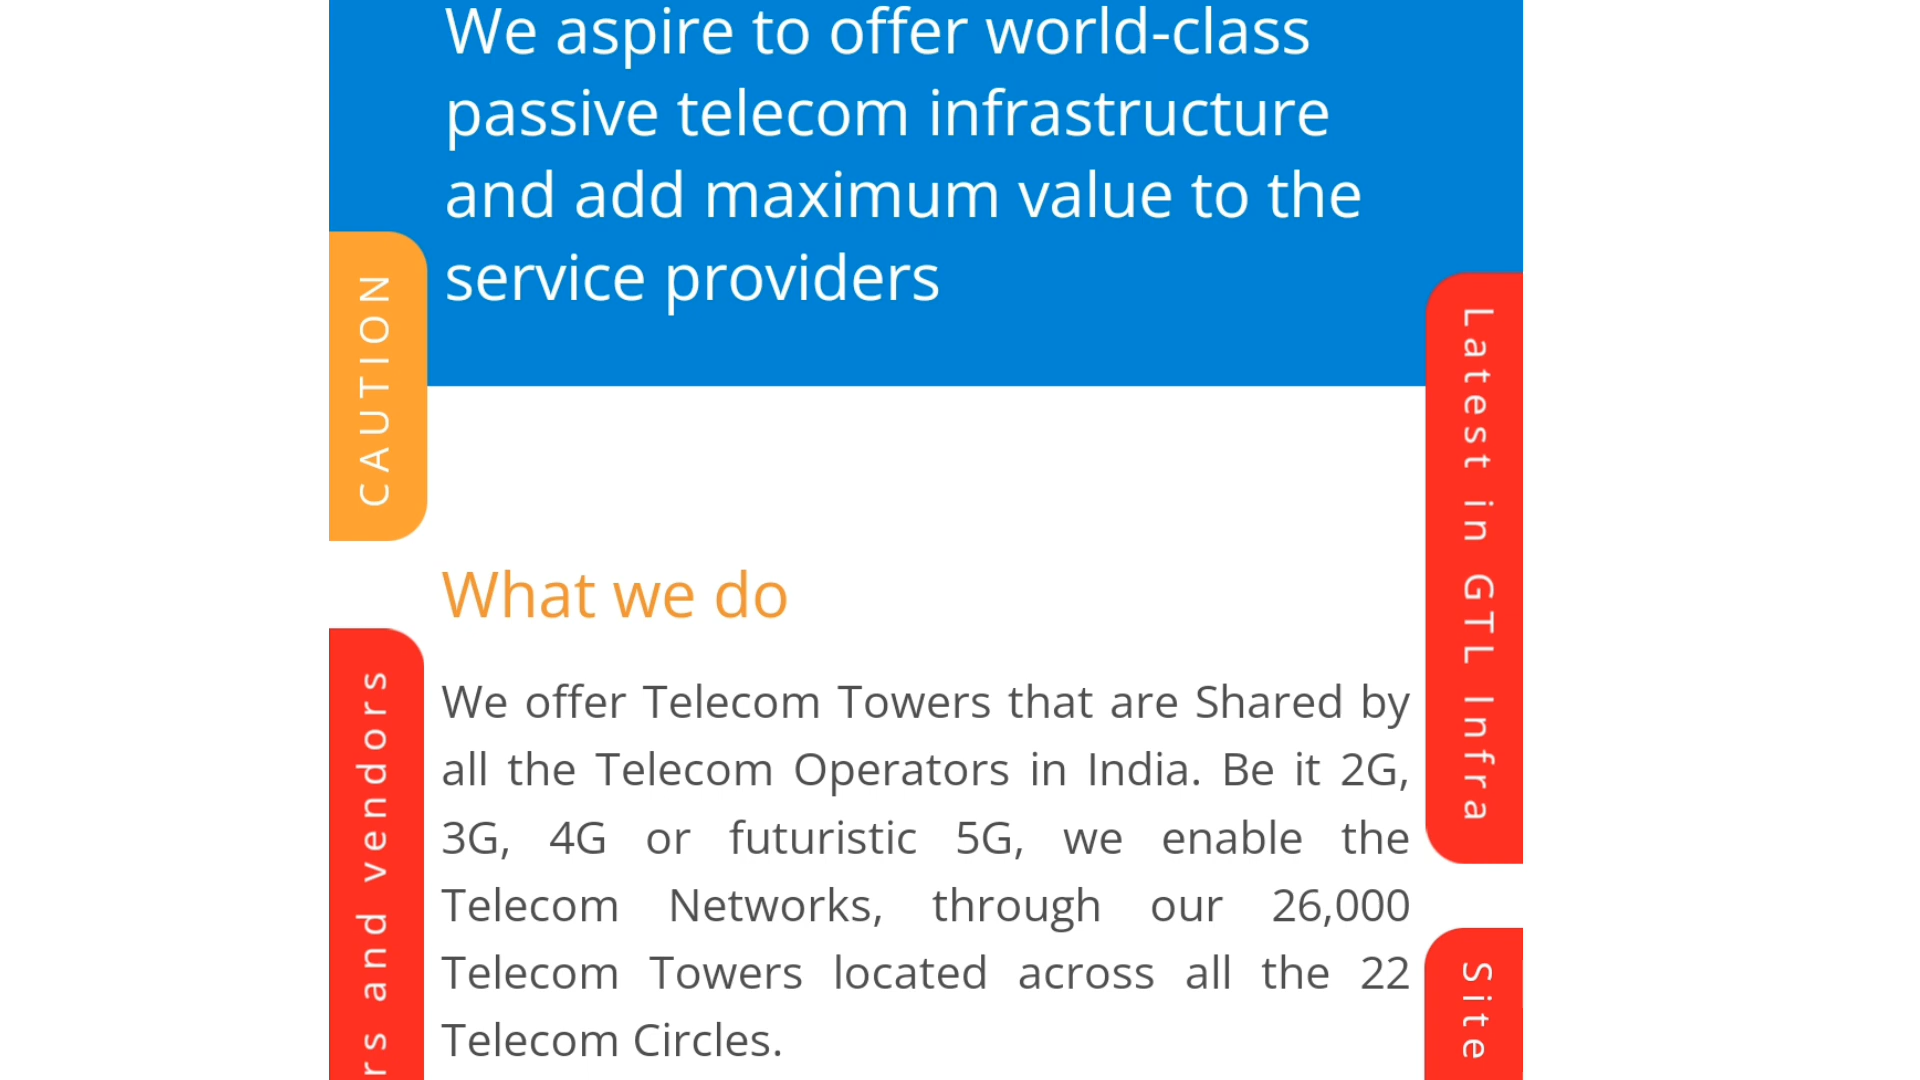 We aspire to offer world-class
passive telecom infrastructure
and add maximum value to the
service providers
CAUTION
Latest in GTL Infra
What we do
We offer Telecom Towers that are Shared by
all the Telecom Operators in India. Be it 2G,
3G, 4G or futuristic 5G, we enable the
Telecom Networks, through our 26,000
Telecom Towers located across all the 22
Telecom Circles.
rs and vendors
Site